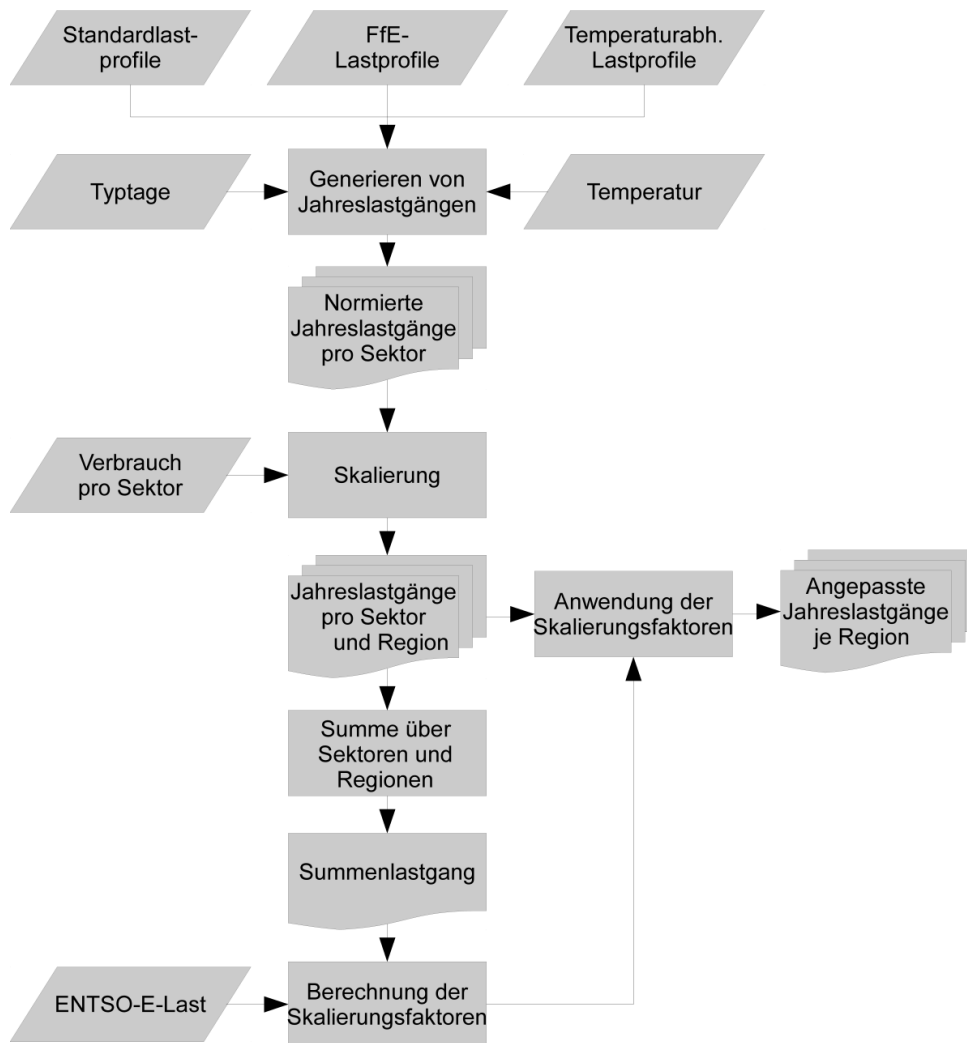 Standardlast-
profile
FfE-
Lastprofile
Temperaturabh.
Lastprofile
Typtage
Generieren von
Jahreslastgängen
Temperatur
Normierte
Jahreslastgänge
pro Sektor
Verbrauch
pro Sektor
Skalierung
Jahreslastgänge
pro Sektor
und Region
Anwendung der
Skalierungsfaktoren
Angepasste
Jahreslastgänge
je Region
Summe über
Sektoren und
Regionen
Summenlastgang
ENTSO-E-Last
Berechnung der
Skalierungsfaktoren